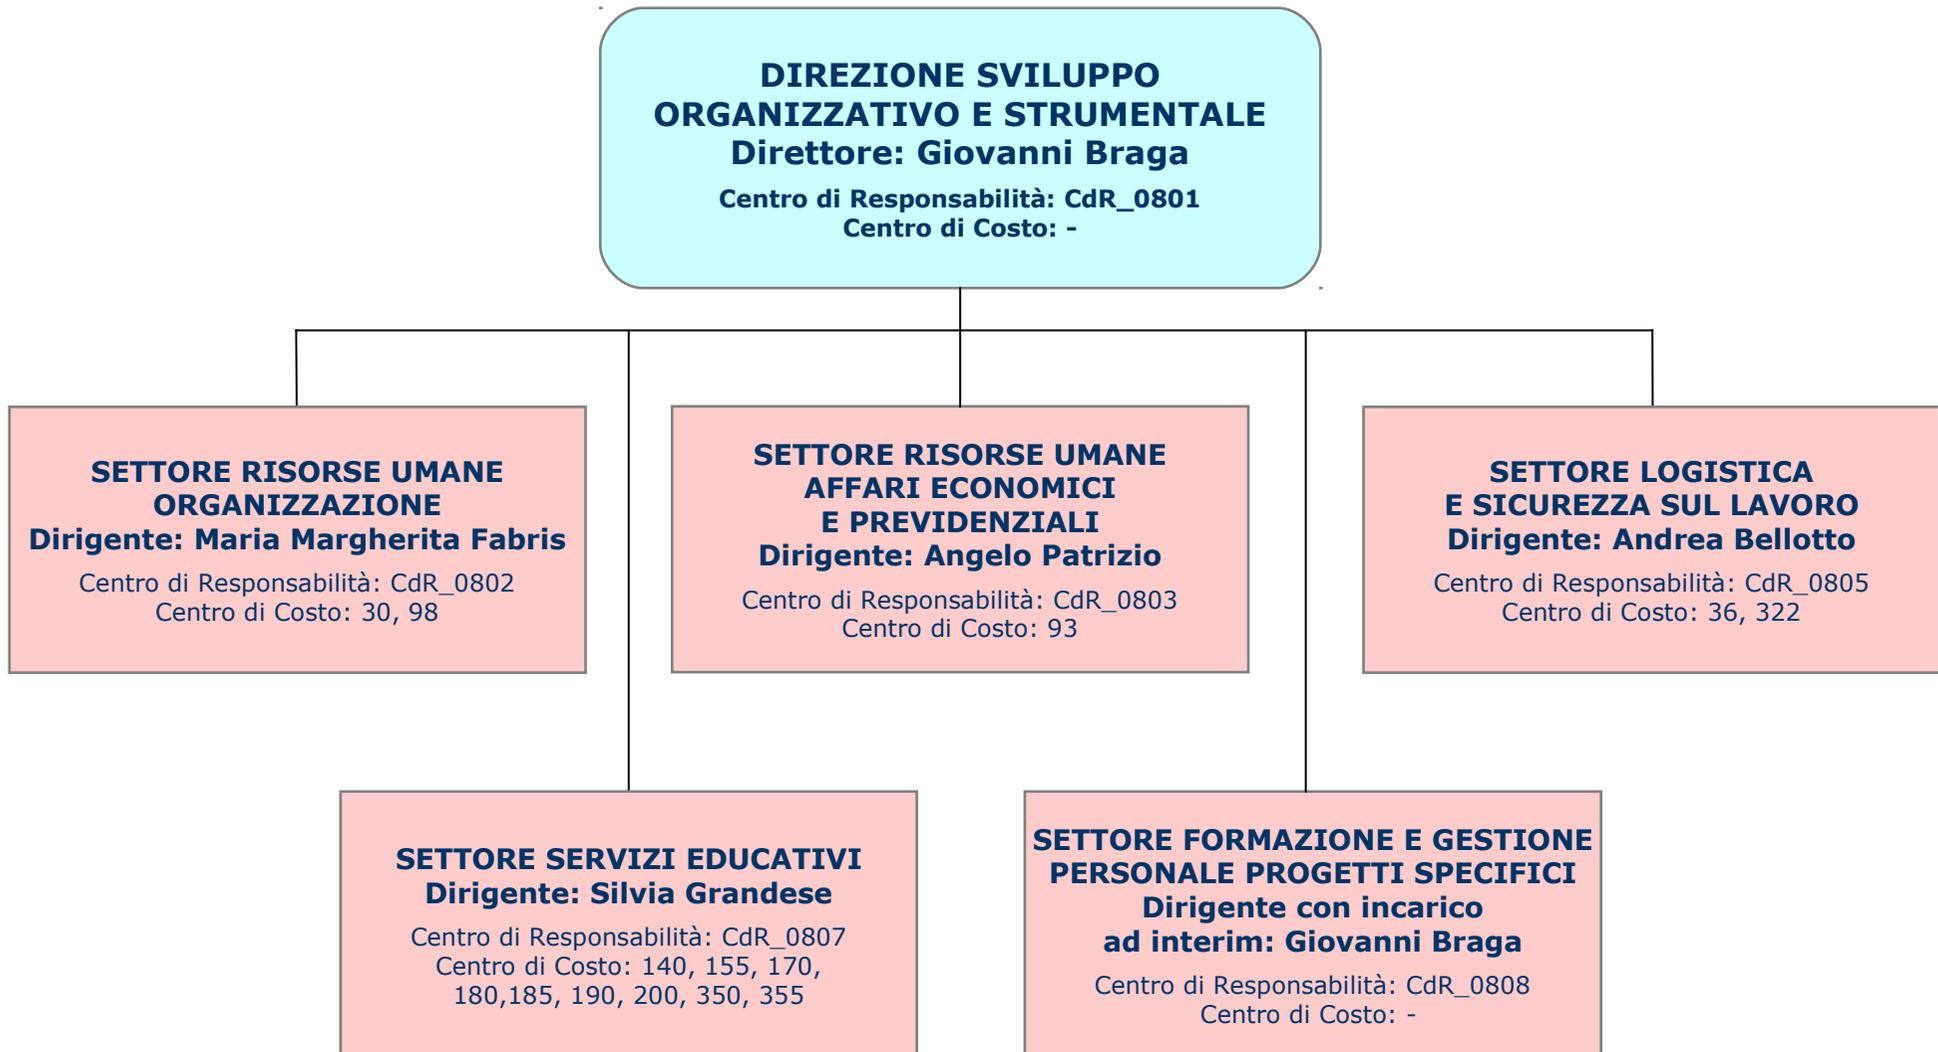 DIREZIONE SVILUPPO
ORGANIZZATIVO E STRUMENTALE
Direttore: Giovanni Braga
Centro di Responsabilità: CdR_0801
Centro di Costo: -
SETTORE RISORSE UMANE
ORGANIZZAZIONE
Dirigente: Maria Margherita Fabris
Centro di Responsabilità: CdR_0802
Centro di Costo: 30, 98
SETTORE RISORSE UMANE
AFFARI ECONOMICI
E PREVIDENZIALI
Dirigente: Angelo Patrizio
Centro di Responsabilità: CdR_0803
Centro di Costo: 93
SETTORE LOGISTICA
E SICUREZZA SUL LAVORO
Dirigente: Andrea Bellotto
Centro di Responsabilità: CdR_0805
Centro di Costo: 36, 322
SETTORE SERVIZI EDUCATIVI
Dirigente: Silvia Grandese
Centro di Responsabilità: CdR_0807
Centro di Costo: 140, 155, 170,
180,185, 190, 200, 350, 355
SETTORE FORMAZIONE E GESTIONE
PERSONALE PROGETTI SPECIFICI
Dirigente con incarico
ad interim: Giovanni Braga
Centro di Responsabilità: CdR_0808
Centro di Costo: -